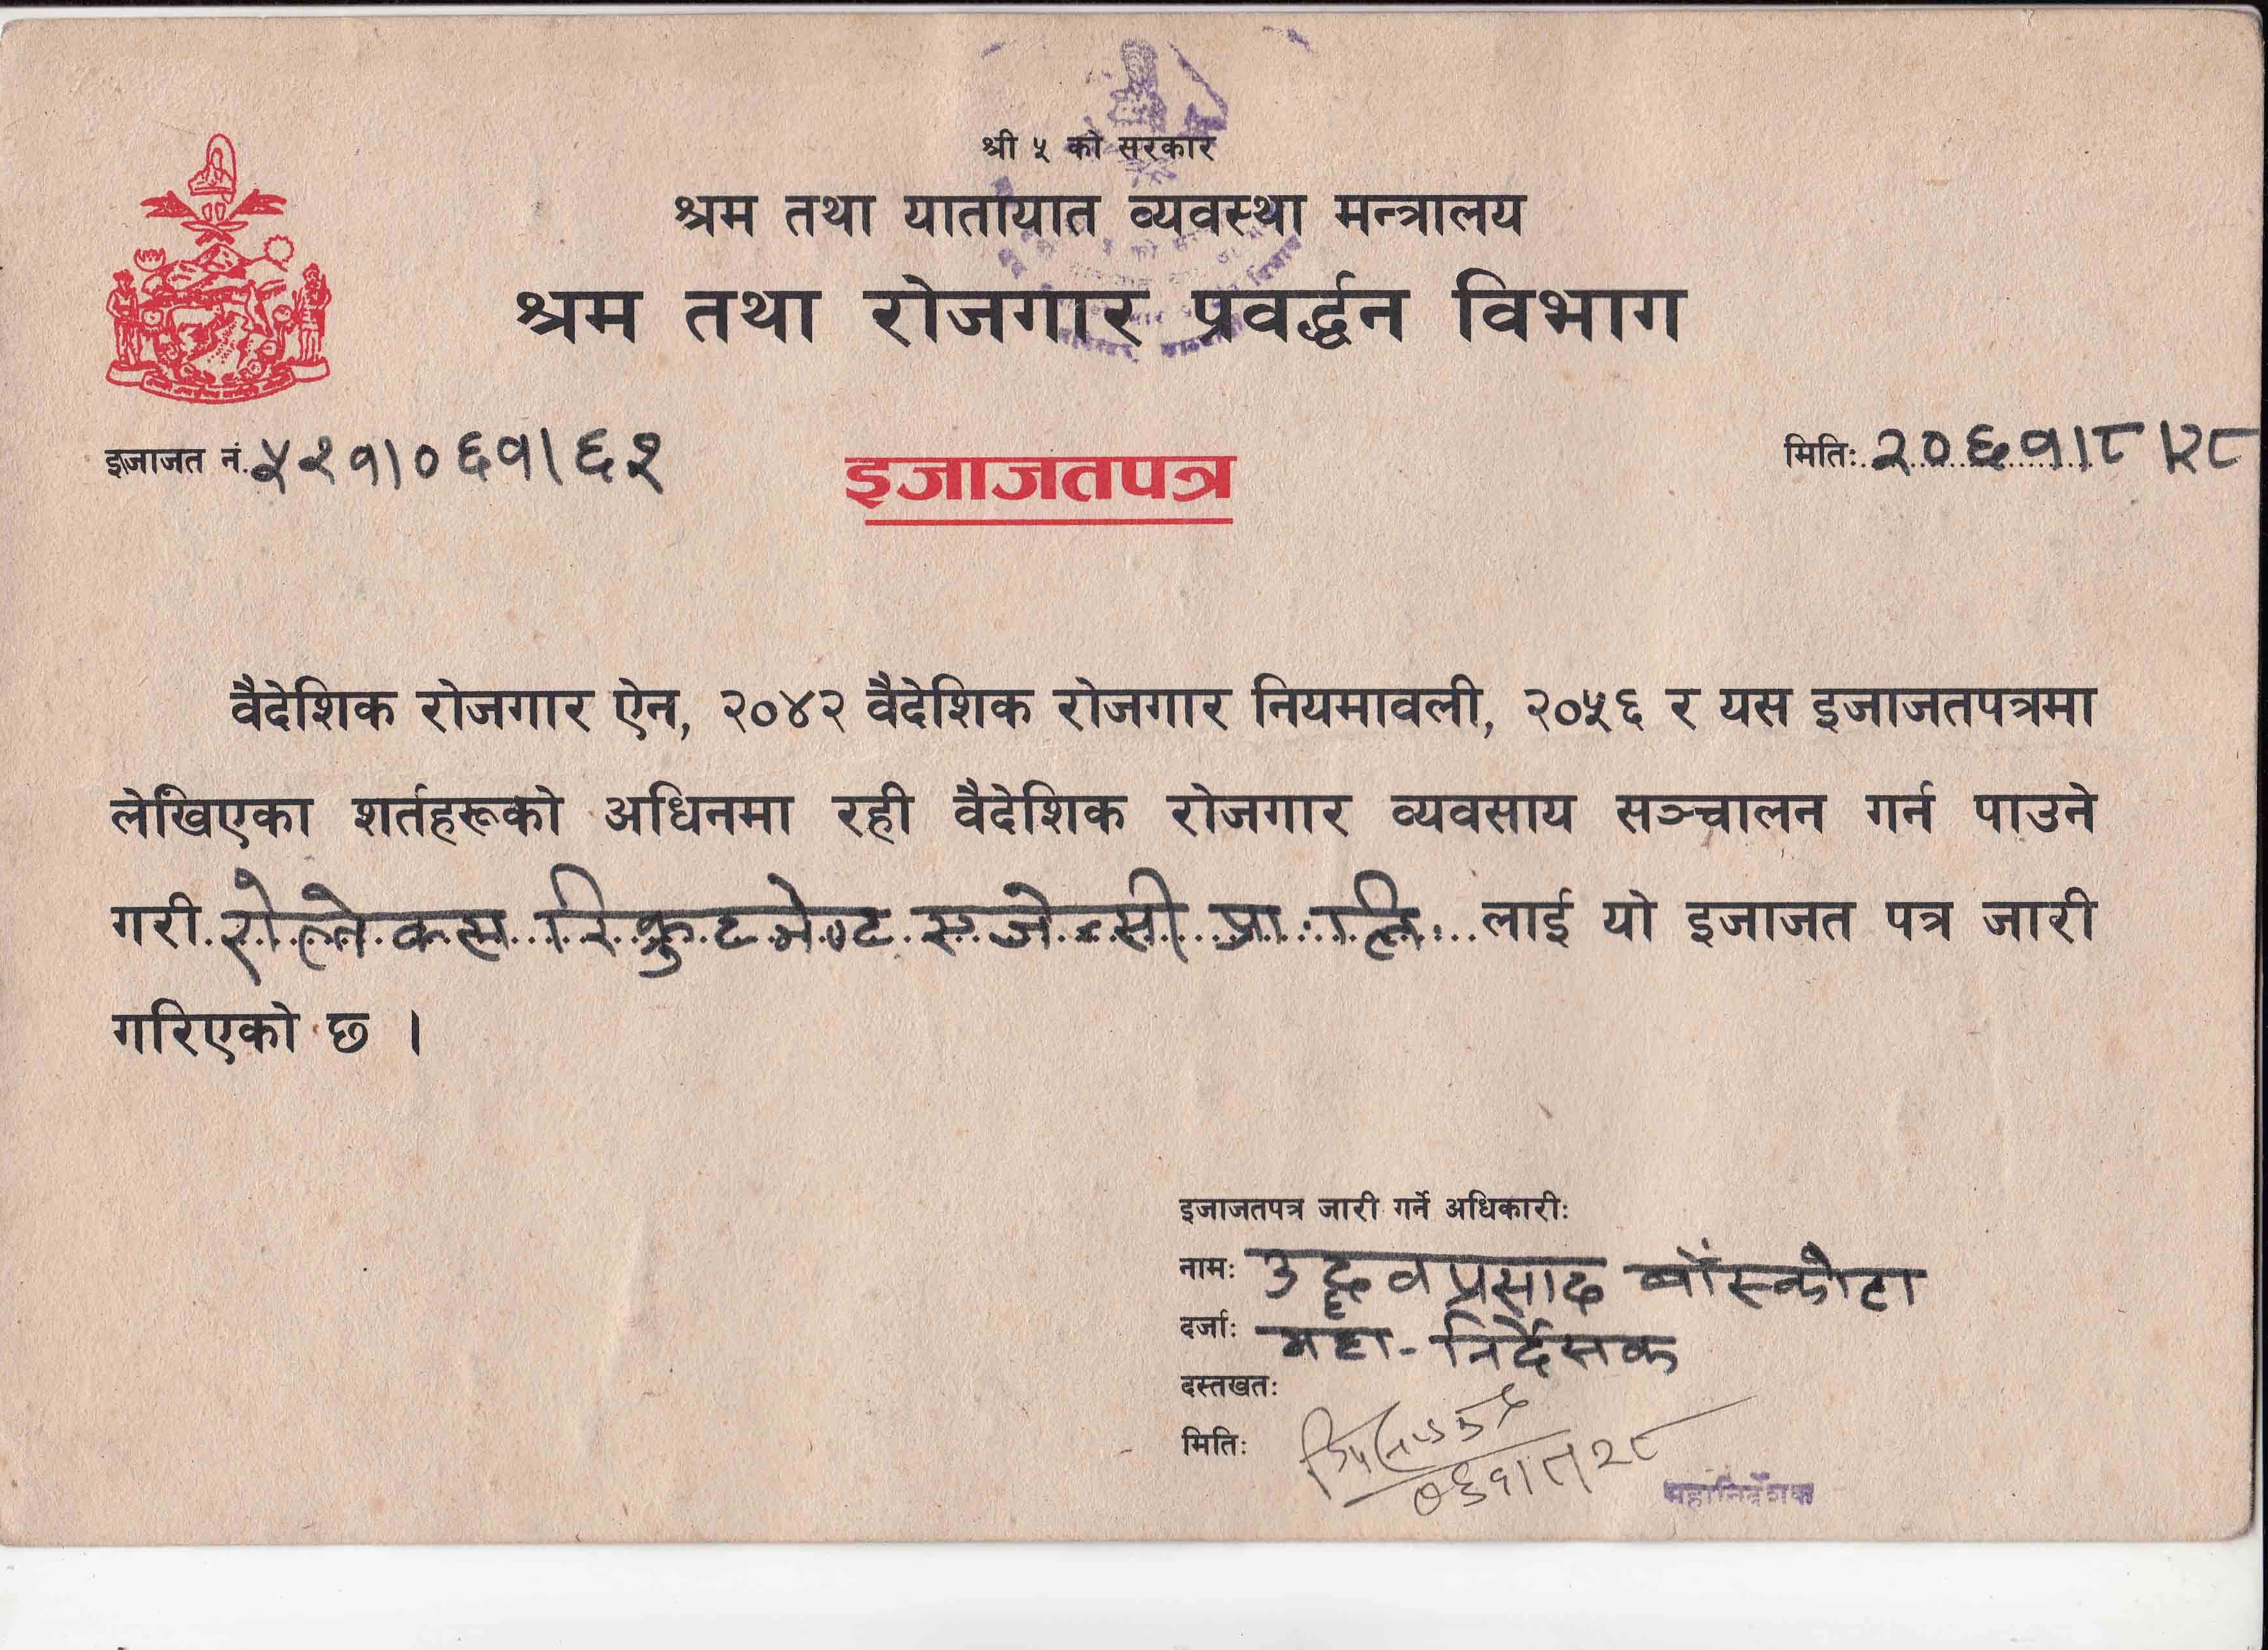 श्री ५ को सरकार
श्रम तथा यातायात व्यवस्था मन्त्रालय
श्रम तथा रोजगार प्रवर्द्धन विभाग
इजाजत नं. ५२१।०६१।६२
इजाजतपत्र
मितिः २०६१।८।२८
वैदेशिक रोजगार ऐन, २०४२ वैदेशिक रोजगार नियमावली, २०५६ र यस इजाजतपत्रमा
लेखिएका शर्तहरूको अधिनमा रही वैदेशिक रोजगार व्यवसाय सञ्चालन गर्न पाउने
गरी रोलेक्स रिक्रुटमेण्ट एजेन्सी प्रा.लि. लाई यो इजाजत पत्र जारी
गरिएको छ ।
इजाजतपत्र जारी गर्ने अधिकारीः
नामः उद्धवप्रसाद बाँस्कोटा
दर्जाः महा-निर्देसक
दस्तखतः
मितिः ०६१।८।२८
महानिर्देशक